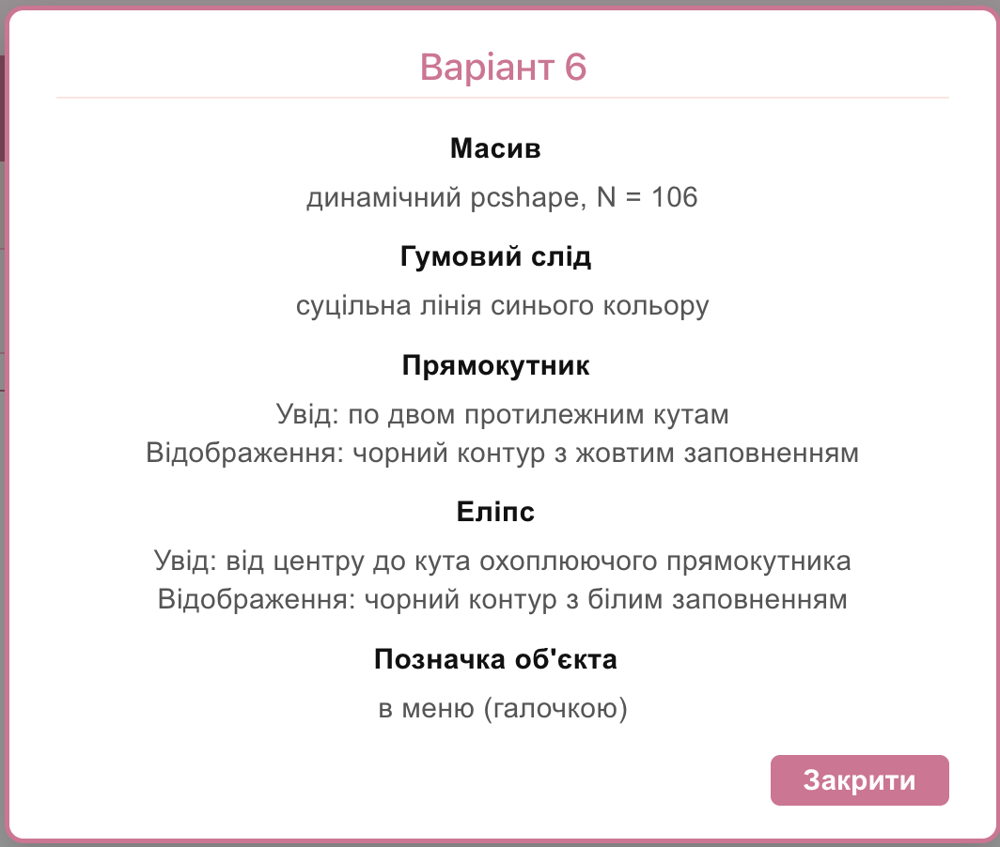 Варіант 6
Масив
динамічний pcshape, N = 106
Гумовий слід
суцільна лінія синього кольору
Прямокутник
Увід: по двом протилежним кутам
Відображення: чорний контур з жовтим заповненням
Еліпс
Увід: від центру до кута охоплюючого прямокутника
Відображення: чорний контур з білим заповненням
Позначка об'єкта
в меню (галочкою)
Закрити